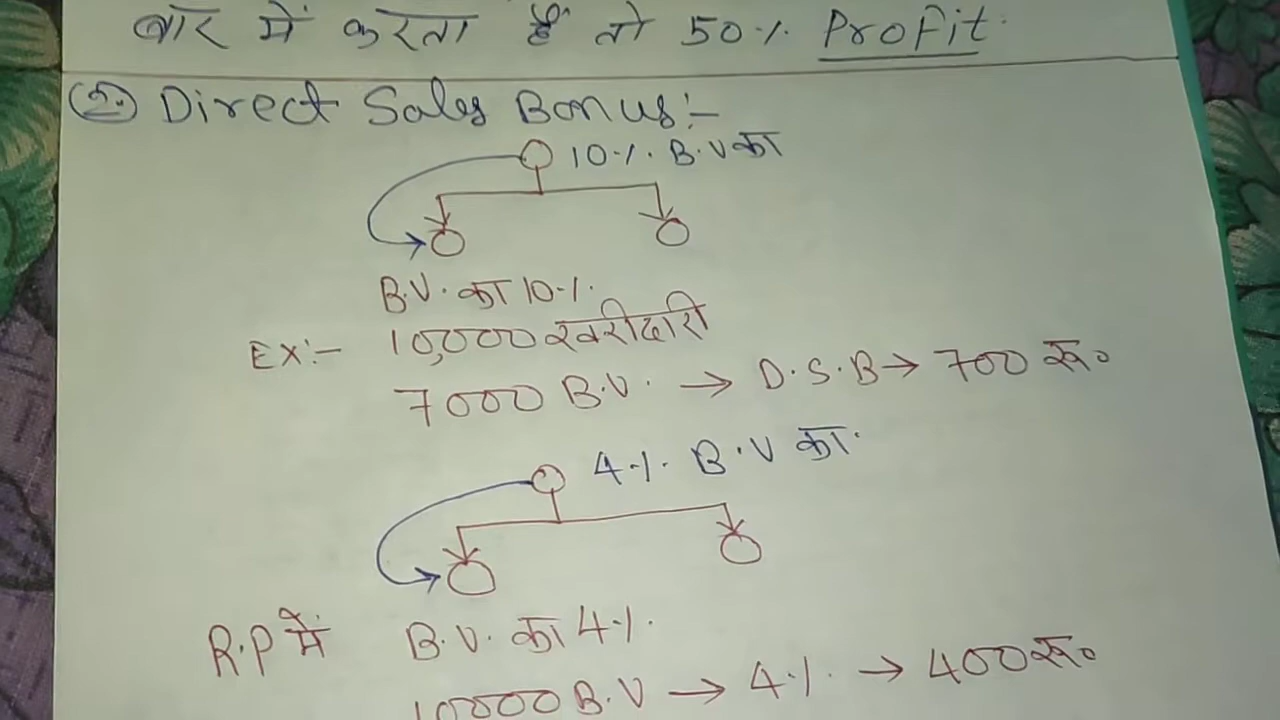 बार में करता है तो 50% Profit.
(2.) Direct Sales Bonus:-
10%. B.V का
B.V. का 10%.
Ex:- 10,000 खरीदारी
7000 B.V. → D.S.B → 700 रु०
4%. B.V का.
R.P में B.V. का 4%.
10000 B.V → 4%. → 400 रु०